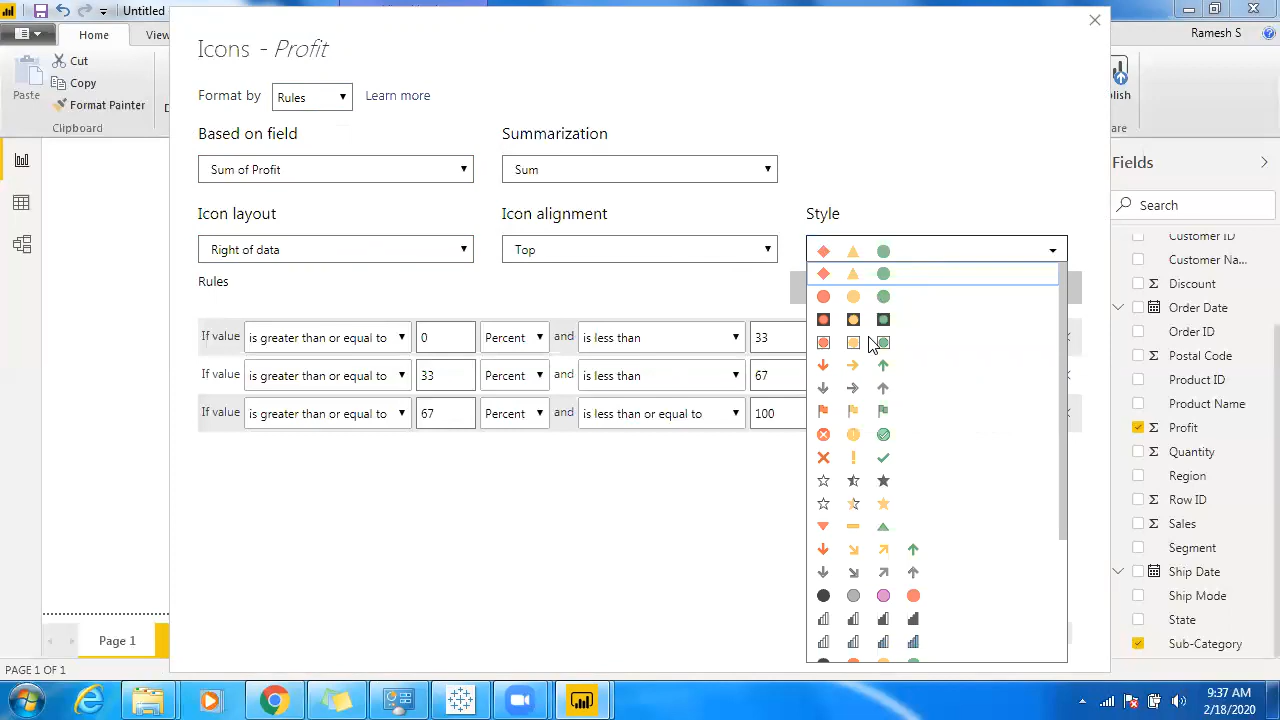 Untitled
Home View
Ramesh S
Cut
Copy
Format Painter
Paste
Clipboard
Icons - Profit
Format by Rules Learn more
Based on field Summarization
Sum of Profit Sum
Icon layout Icon alignment Style
Right of data Top
Rules
If value is greater than or equal to 0 Percent and is less than 33
If value is greater than or equal to 33 Percent and is less than 67
If value is greater than or equal to 67 Percent and is less than or equal to 100
blish
are
Fields
Search
Customer ID
Customer Na...
Discount
Order Date
Order ID
Postal Code
Product ID
Product Name
Profit
Quantity
Region
Row ID
Sales
Segment
Ship Date
Ship Mode
State
Sub-Category
Page 1
PAGE 1 OF 1
9:37 AM
2/18/2020